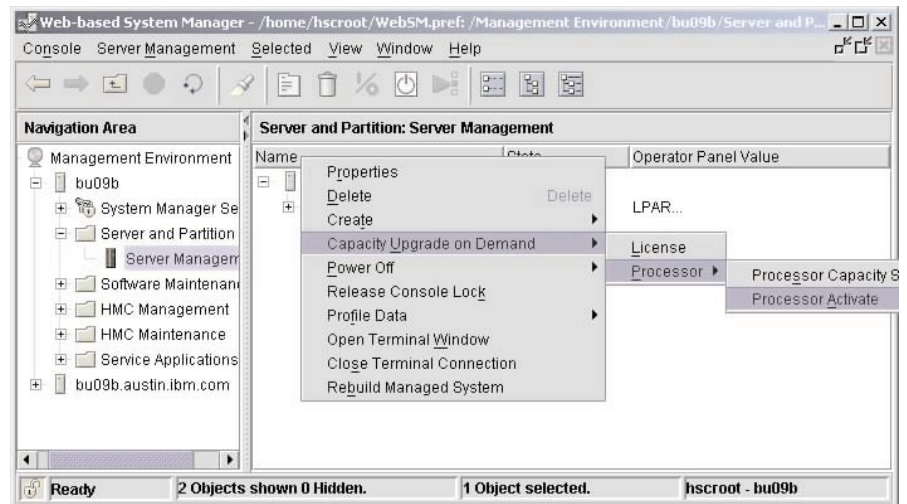 Web-based System Manager - /home/hscroot/WebSM.pref: /Management Environment/bu09b/Server and P...
Console Server Management Selected View Window Help
Navigation Area
Server and Partition: Server Management
Management Environment
bu09b
System Manager Se
Server and Partition
Server Managem
Software Maintenan
HMC Management
HMC Maintenance
Service Applications
bu09b.austin.ibm.com
Name State Operator Panel Value
LPAR...
Properties
Delete Delete
Create
Capacity Upgrade on Demand
Power Off
Release Console Lock
Profile Data
Open Terminal Window
Close Terminal Connection
Rebuild Managed System
License
Processor
Processor Capacity S
Processor Activate
Ready 2 Objects shown 0 Hidden. 1 Object selected. hscroot - bu09b